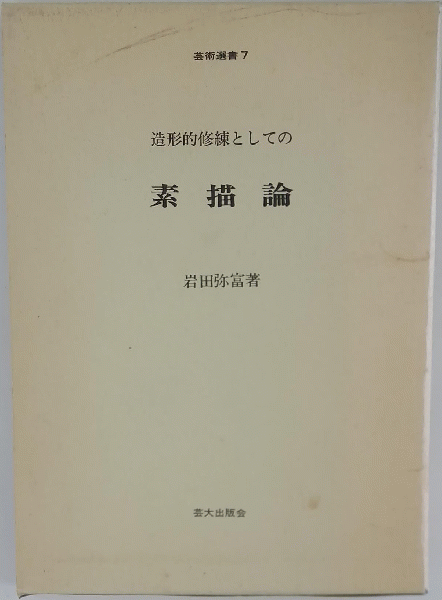 芸術選書7
造形的修練としての
素描論
岩田弥富著
芸大出版会